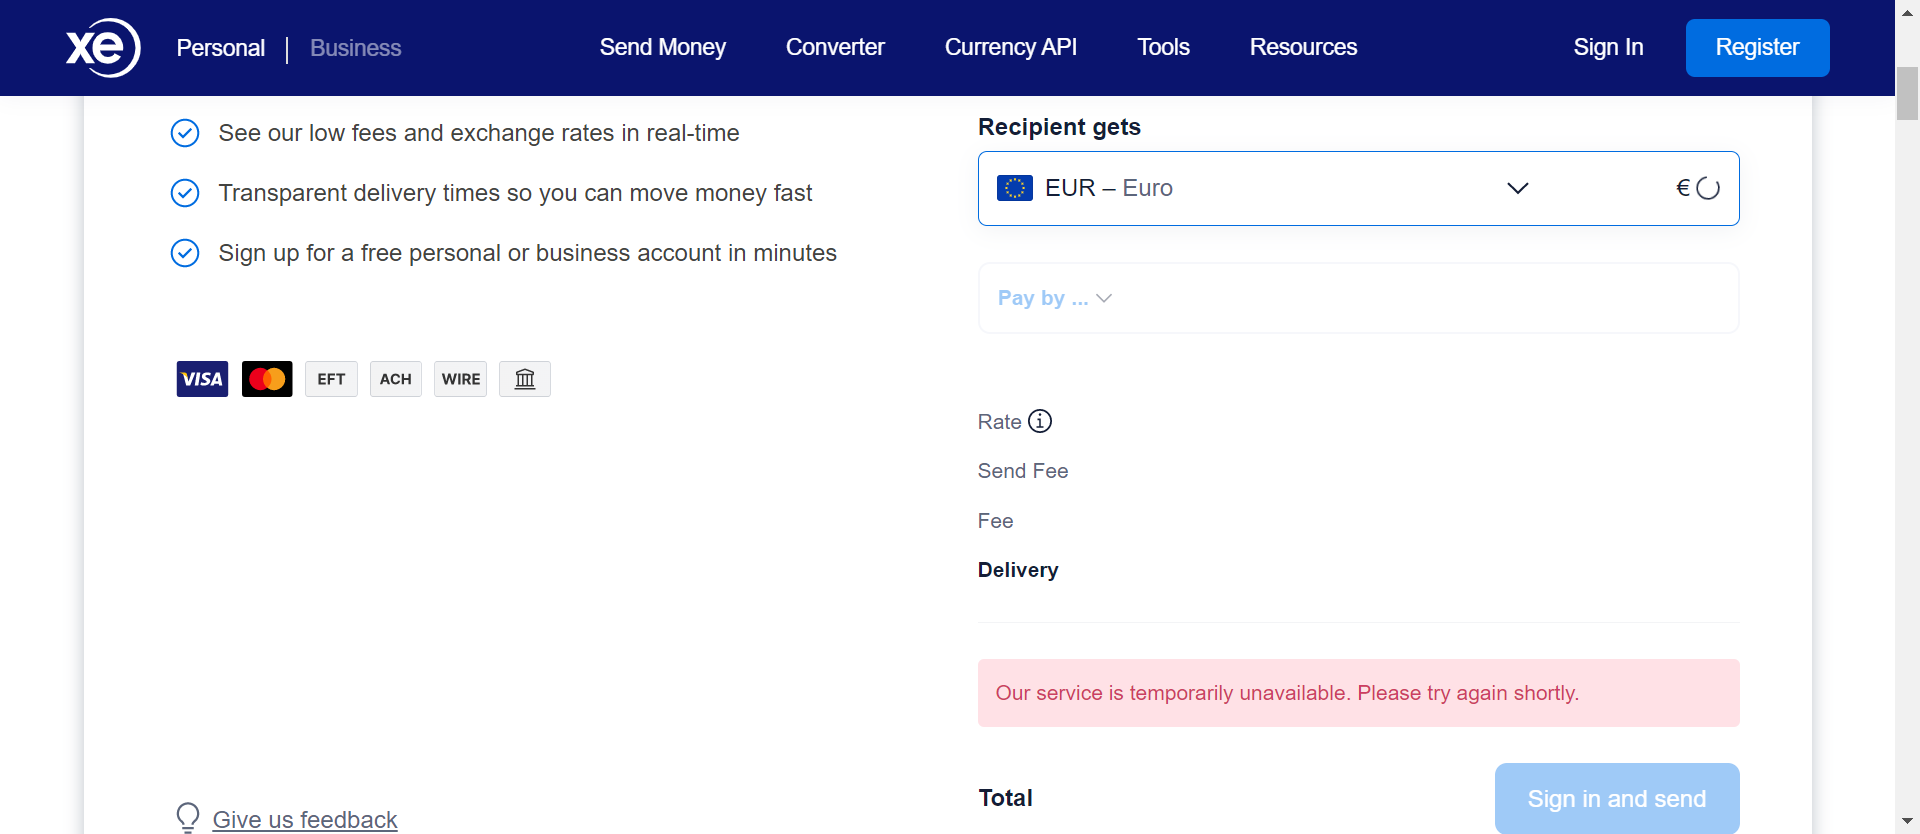 xe Personal | Business Send Money Converter Currency API Tools Resources Sign In Register
See our low fees and exchange rates in real-time
Transparent delivery times so you can move money fast
Sign up for a free personal or business account in minutes
VISA EFT ACH WIRE
Give us feedback
Recipient gets
EUR – Euro €
Pay by ...
Rate
Send Fee
Fee
Delivery
Our service is temporarily unavailable. Please try again shortly.
Total Sign in and send